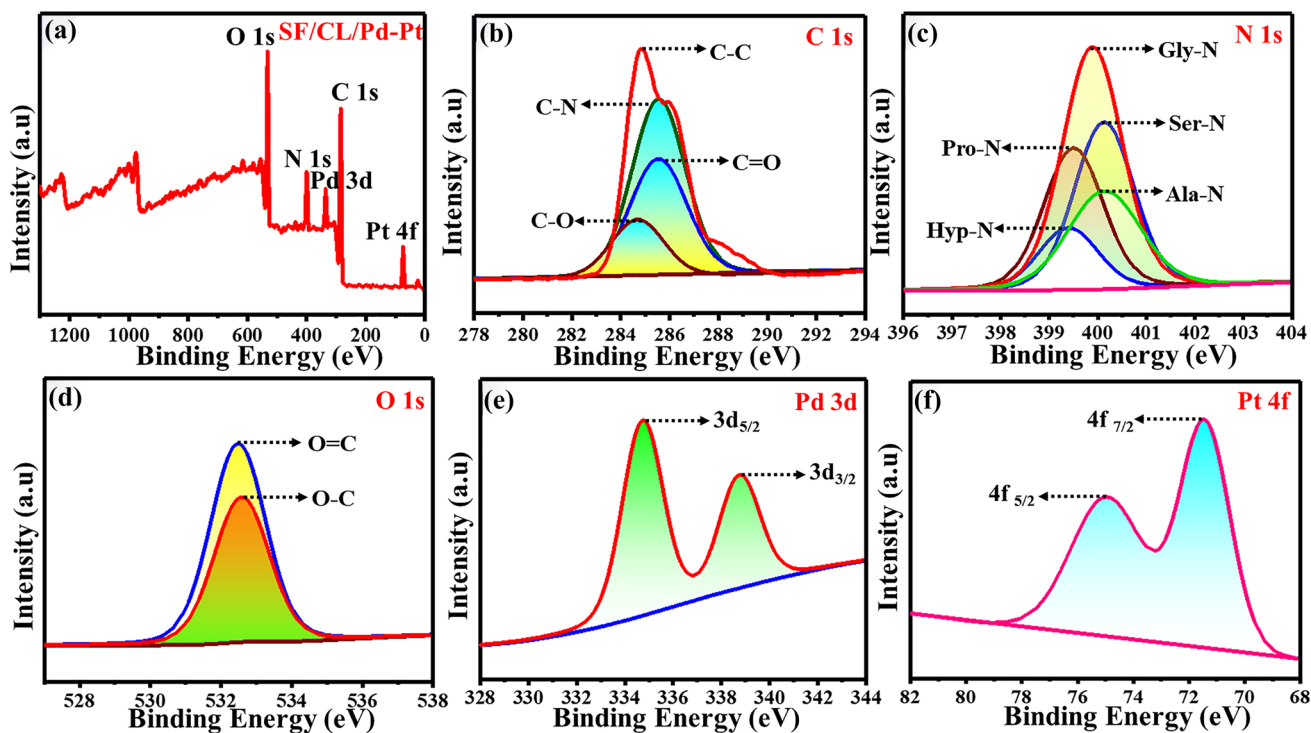 (a)
SF/CL/Pd-Pt
O 1s
C 1s
N 1s
Pd 3d
Pt 4f
Intensity (a.u)
1200 1000 800 600 400 200 0
Binding Energy (eV)
(b)
C 1s
C-C
C-N
C=O
C-O
Intensity (a.u)
278 280 282 284 286 288 290 292 294
Binding Energy (eV)
(c)
N 1s
Gly-N
Ser-N
Pro-N
Ala-N
Hyp-N
Intensity (a.u)
396 397 398 399 400 401 402 403 404
Binding Energy (eV)
(d)
O 1s
O=C
O-C
Intensity (a.u)
528 530 532 534 536 538
Binding Energy (eV)
(e)
Pd 3d
3d5/2
3d3/2
Intensity (a.u)
328 330 332 334 336 338 340 342 344
Binding Energy (eV)
(f)
Pt 4f
4f 7/2
4f 5/2
Intensity (a.u)
82 80 78 76 74 72 70 68
Binding Energy (eV)